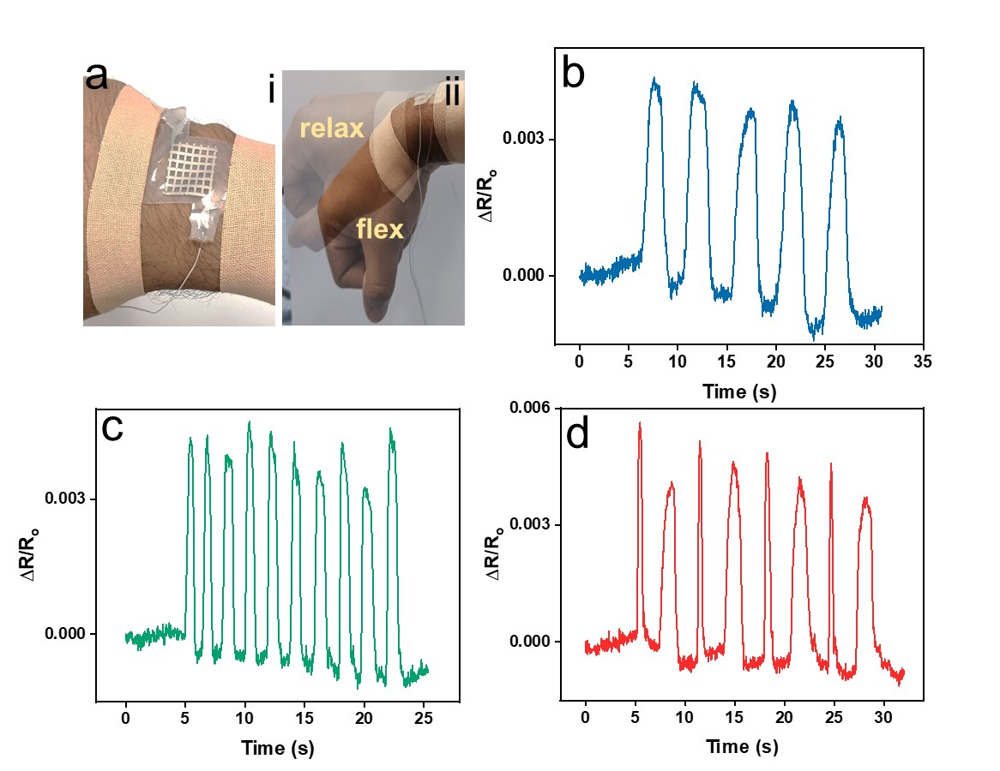 a
i
ii
relax
flex
b
0.003
0.000
ΔR/Ro
0 5 10 15 20 25 30 35
Time (s)
c
0.003
0.000
ΔR/Ro
0 5 10 15 20 25
Time (s)
d
0.006
0.003
0.000
ΔR/Ro
0 5 10 15 20 25 30
Time (s)